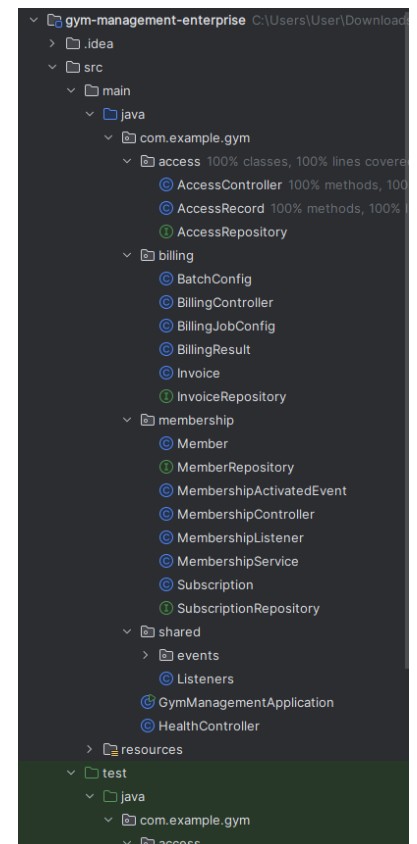 gym-management-enterprise C:\Users\User\Downloads
.idea
src
main
java
com.example.gym
access 100% classes, 100% lines covere
AccessController 100% methods, 100
AccessRecord 100% methods, 100% l
AccessRepository
billing
BatchConfig
BillingController
BillingJobConfig
BillingResult
Invoice
InvoiceRepository
membership
Member
MemberRepository
MembershipActivatedEvent
MembershipController
MembershipListener
MembershipService
Subscription
SubscriptionRepository
shared
events
Listeners
GymManagementApplication
HealthController
resources
test
java
com.example.gym
access